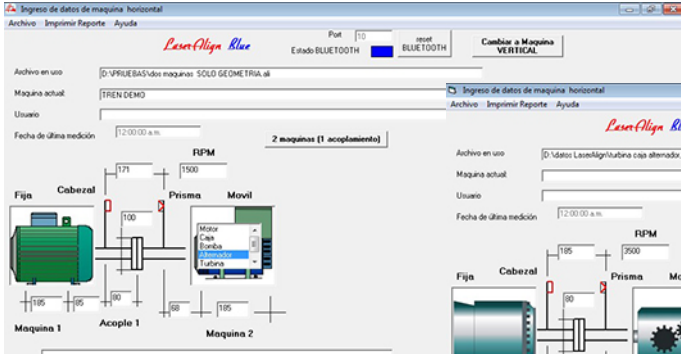 Ingreso de datos de maquina horizontal
Archivo Imprimir Reporte Ayuda
LaserAlign Blue
Port 10
reset BLUETOOTH
Estado BLUETOOTH
Cambiar a Maquina VERTICAL
Archivo en uso D:\PRUEBAS\dos maquinas SOLO GEOMETRIA.ali
Maquina actual: TREN DEMO
Usuario
Fecha de última medición 12:00:00 a.m.
2 maquinas (1 acoplamiento)
RPM
171 1500
Fija Cabezal Prisma Movil
100
Motor
Caja
Bomba
Alternador
Turbina
185 85 80 68 185
Maquina 1 Acople 1 Maquina 2
Ingreso de datos de maquina horizontal
Archivo Imprimir Reporte Ayuda
LaserAlign
Archivo en uso D:\datos LaserAlign\turbina caja alternador.
Maquina actual:
Usuario
Fecha de última medición 12:00:00 a.m.
RPM
185 3500
Fija Cabezal Prisma
80